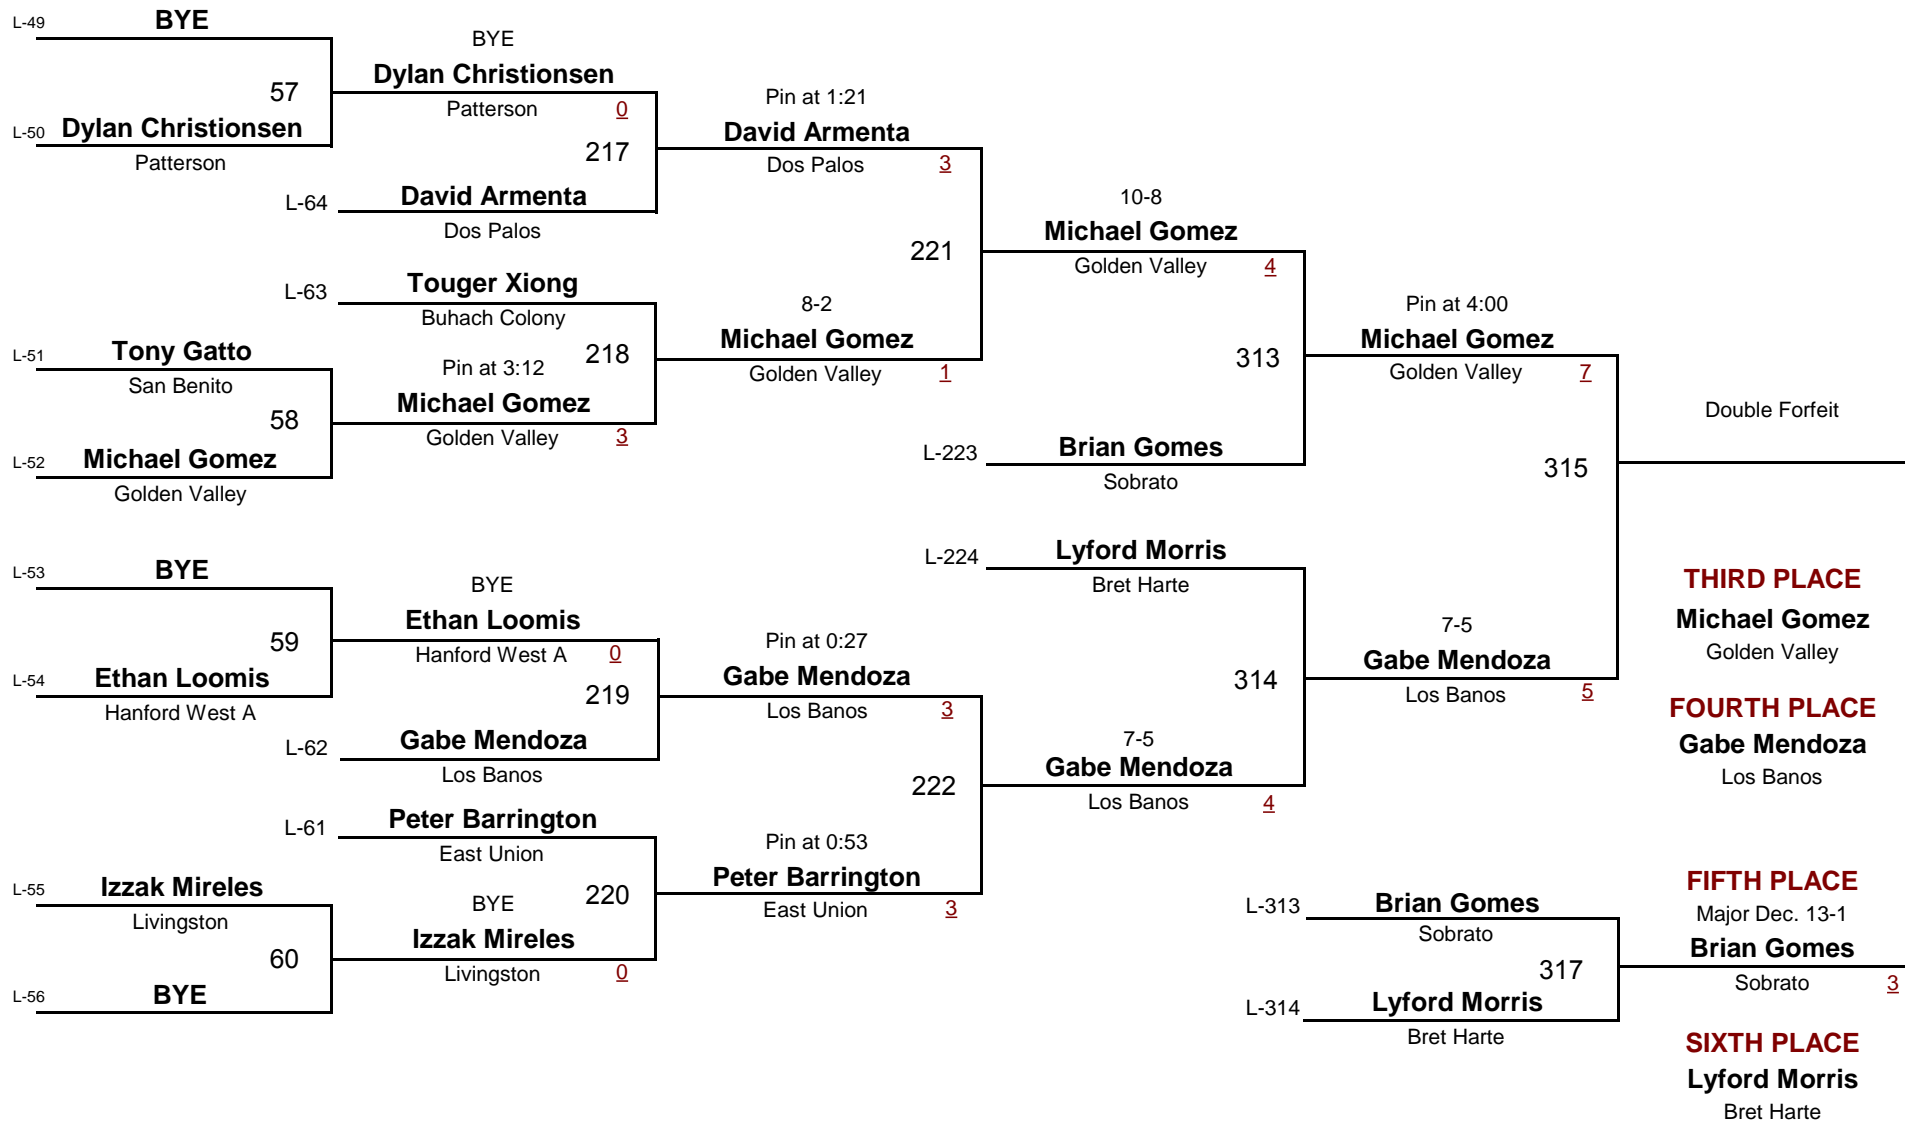 L-49 BYE
57
L-50 Dylan Christionsen
Patterson
L-51 Tony Gatto
San Benito
58
L-52 Michael Gomez
Golden Valley
L-53 BYE
59
L-54 Ethan Loomis
Hanford West A
L-55 Izzak Mireles
Livingston
60
L-56 BYE
BYE
Dylan Christionsen
Patterson 0
217
L-64 David Armenta
Dos Palos
L-63 Touger Xiong
Buhach Colony
218
Pin at 3:12
Michael Gomez
Golden Valley 3
BYE
Ethan Loomis
Hanford West A 0
219
L-62 Gabe Mendoza
Los Banos
L-61 Peter Barrington
East Union
220
BYE
Izzak Mireles
Livingston 0
Pin at 1:21
David Armenta
Dos Palos 3
221
8-2
Michael Gomez
Golden Valley 1
Pin at 0:27
Gabe Mendoza
Los Banos 3
222
Pin at 0:53
Peter Barrington
East Union 3
10-8
Michael Gomez
Golden Valley 4
313
L-223 Brian Gomes
Sobrato
L-224 Lyford Morris
Bret Harte
314
7-5
Gabe Mendoza
Los Banos 4
Pin at 4:00
Michael Gomez
Golden Valley 7
315
7-5
Gabe Mendoza
Los Banos 5
Double Forfeit
THIRD PLACE
Michael Gomez
Golden Valley
FOURTH PLACE
Gabe Mendoza
Los Banos
L-313 Brian Gomes
Sobrato
317
L-314 Lyford Morris
Bret Harte
FIFTH PLACE
Major Dec. 13-1
Brian Gomes
Sobrato 3
SIXTH PLACE
Lyford Morris
Bret Harte